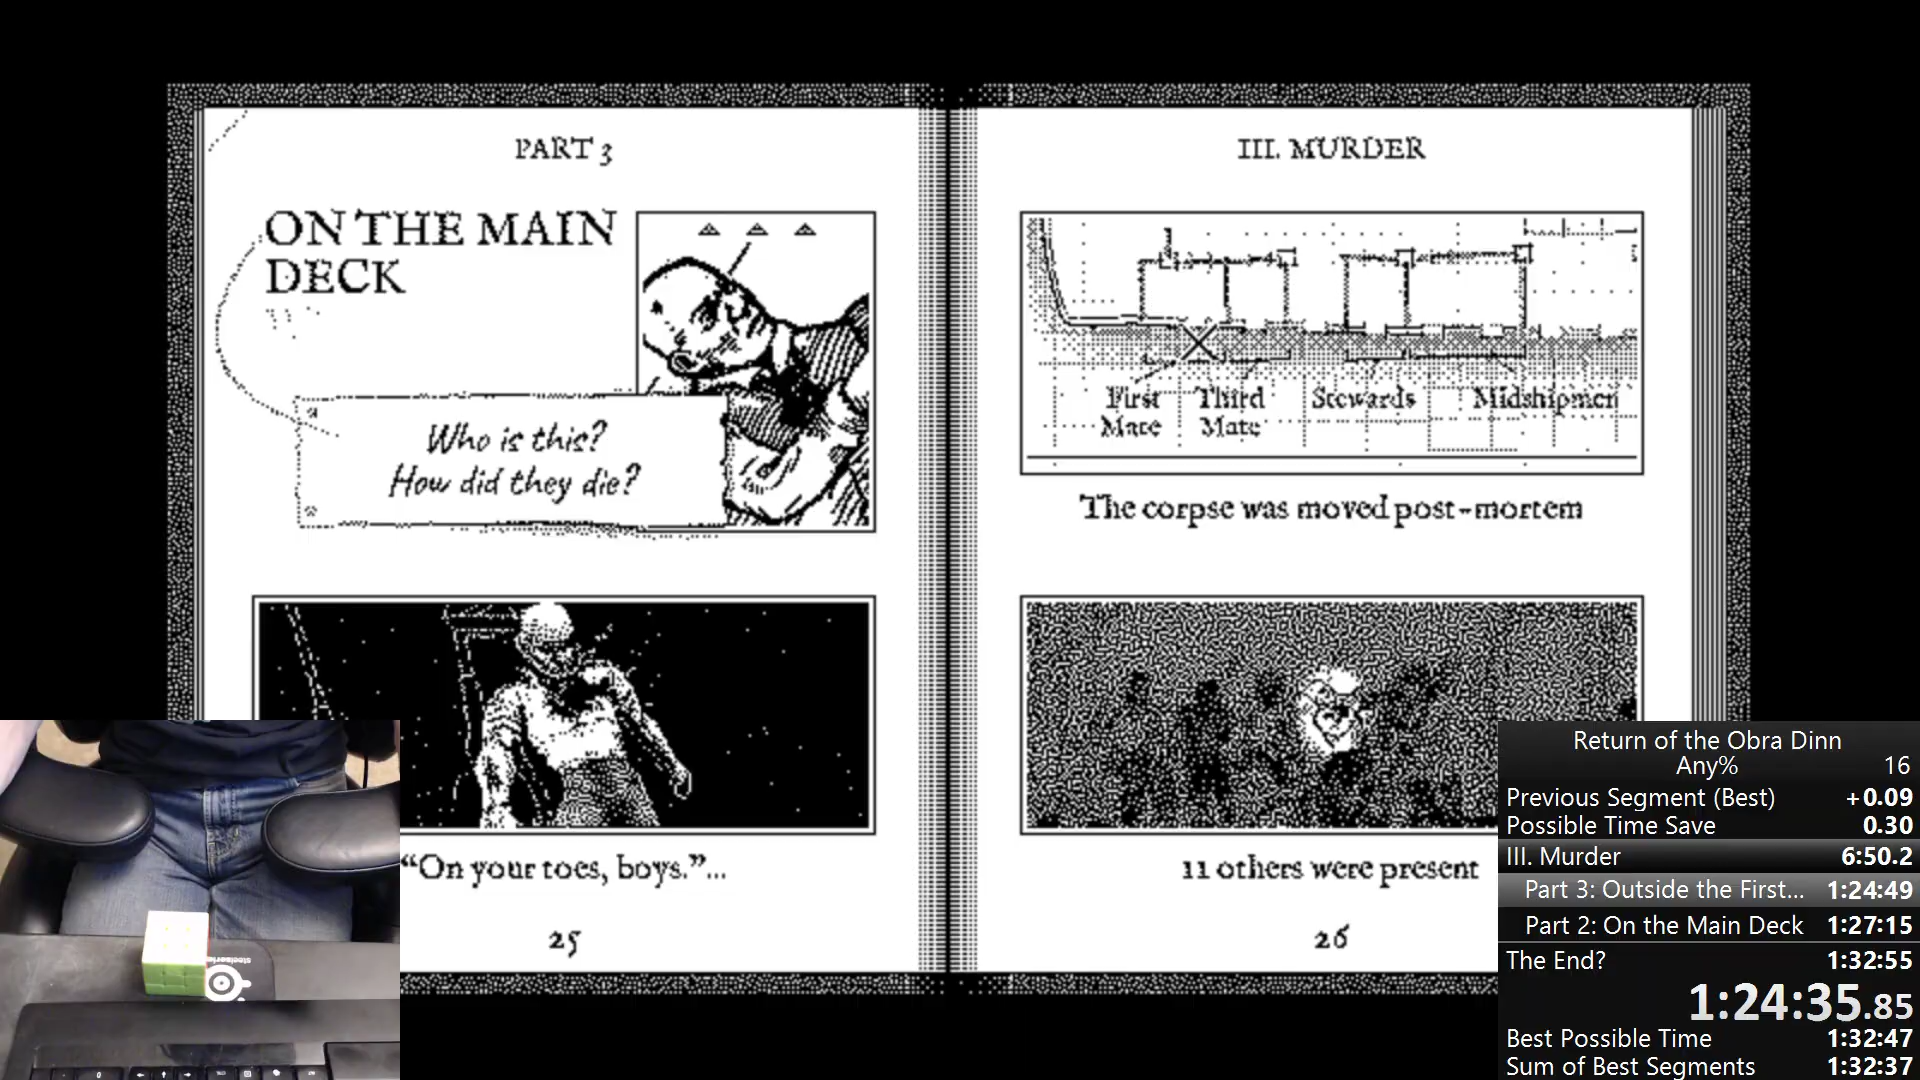 PART 3
ON THE MAIN
DECK
Who is this?
How did they die?
"On your toes, boys."...
25
III. MURDER
First
Mate
Third
Mate
Stewards
Midshipmen
The corpse was moved post-mortem
11 others were present
26
steelseries
Return of the Obra Dinn
Any% 16
Previous Segment (Best) +0.09
Possible Time Save 0.30
III. Murder 6:50.2
Part 3: Outside the First... 1:24:49
Part 2: On the Main Deck 1:27:15
The End? 1:32:55
1:24:35.85
Best Possible Time 1:32:47
Sum of Best Segments 1:32:37